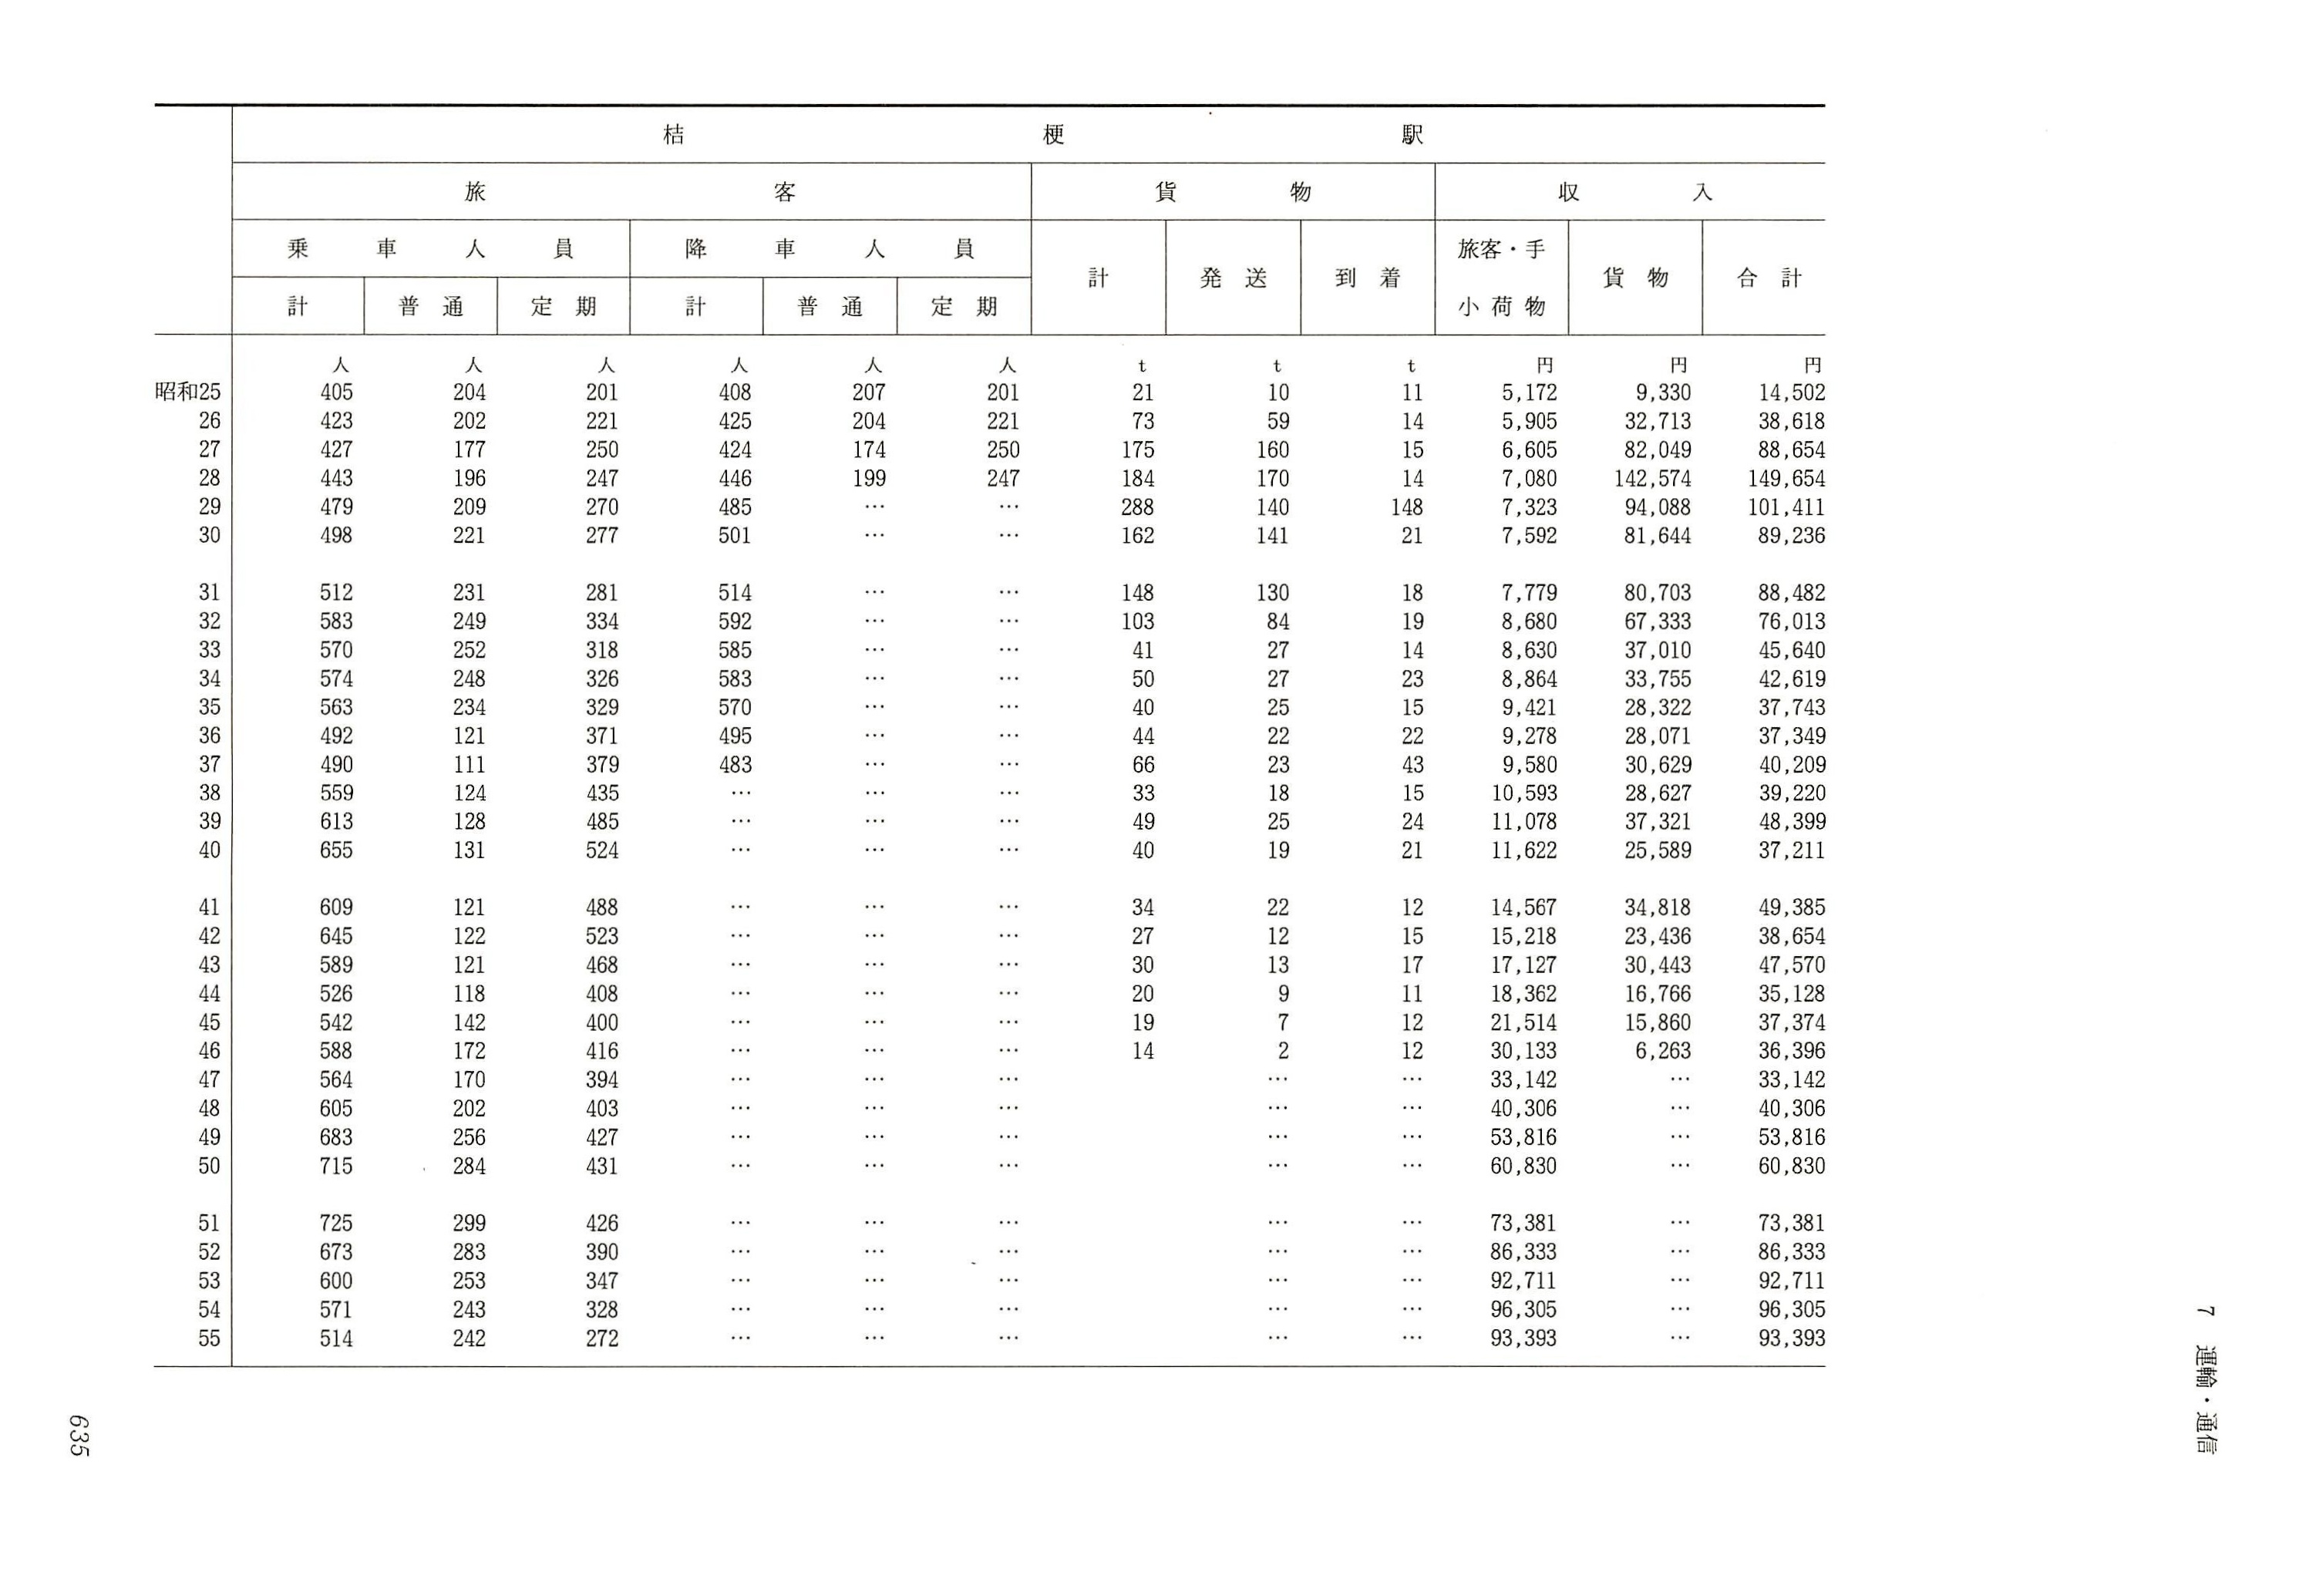 桔梗駅
旅客 貨物 収入
乗車人員 降車人員 計 発送 到着 旅客・手小荷物 貨物 合計
計 普通 定期 計 普通 定期
人 人 人 人 人 人 t t t 円 円 円
昭和25 405 204 201 408 207 201 21 10 11 5,172 9,330 14,502
26 423 202 221 425 204 221 73 59 14 5,905 32,713 38,618
27 427 177 250 424 174 250 175 160 15 6,605 82,049 88,654
28 443 196 247 446 199 247 184 170 14 7,080 142,574 149,654
29 479 209 270 485 … … 288 140 148 7,323 94,088 101,411
30 498 221 277 501 … … 162 141 21 7,592 81,644 89,236
31 512 231 281 514 … … 148 130 18 7,779 80,703 88,482
32 583 249 334 592 … … 103 84 19 8,680 67,333 76,013
33 570 252 318 585 … … 41 27 14 8,630 37,010 45,640
34 574 248 326 583 … … 50 27 23 8,864 33,755 42,619
35 563 234 329 570 … … 40 25 15 9,421 28,322 37,743
36 492 121 371 495 … … 44 22 22 9,278 28,071 37,349
37 490 111 379 483 … … 66 23 43 9,580 30,629 40,209
38 559 124 435 … … … 33 18 15 10,593 28,627 39,220
39 613 128 485 … … … 49 25 24 11,078 37,321 48,399
40 655 131 524 … … … 40 19 21 11,622 25,589 37,211
41 609 121 488 … … … 34 22 12 14,567 34,818 49,385
42 645 122 523 … … … 27 12 15 15,218 23,436 38,654
43 589 121 468 … … … 30 13 17 17,127 30,443 47,570
44 526 118 408 … … … 20 9 11 18,362 16,766 35,128
45 542 142 400 … … … 19 7 12 21,514 15,860 37,374
46 588 172 416 … … … 14 2 12 30,133 6,263 36,396
47 564 170 394 … … … … … 33,142 … 33,142
48 605 202 403 … … … … … 40,306 … 40,306
49 683 256 427 … … … … … 53,816 … 53,816
50 715 284 431 … … … … … 60,830 … 60,830
51 725 299 426 … … … … … 73,381 … 73,381
52 673 283 390 … … … … … 86,333 … 86,333
53 600 253 347 … … … … … 92,711 … 92,711
54 571 243 328 … … … … … 96,305 … 96,305
55 514 242 272 … … … … … 93,393 … 93,393
7 運輸・通信
635